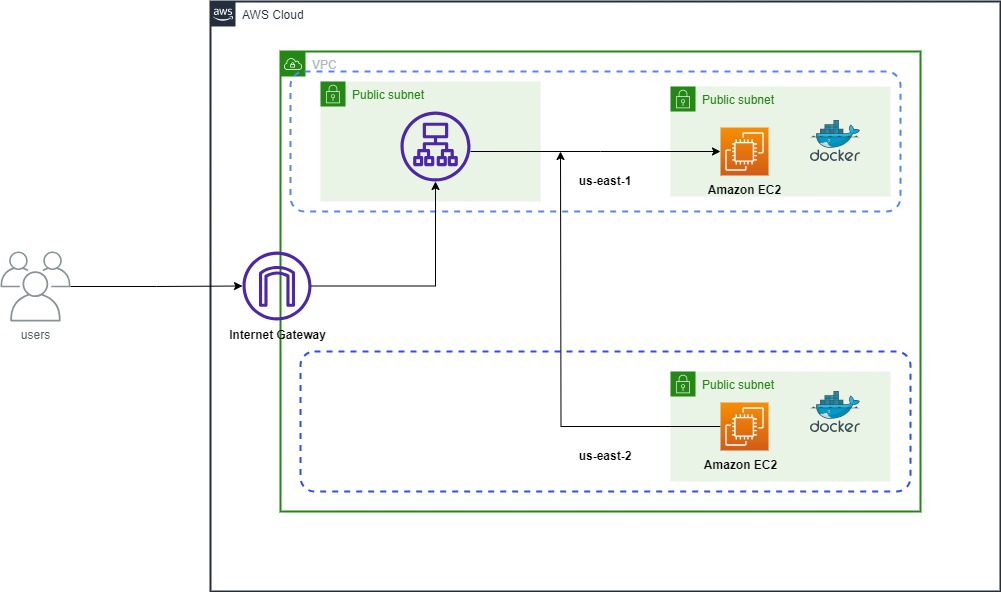 aws
AWS Cloud
VPC
Public subnet
Public subnet
docker
Amazon EC2
us-east-1
users
Internet Gateway
Public subnet
docker
Amazon EC2
us-east-2